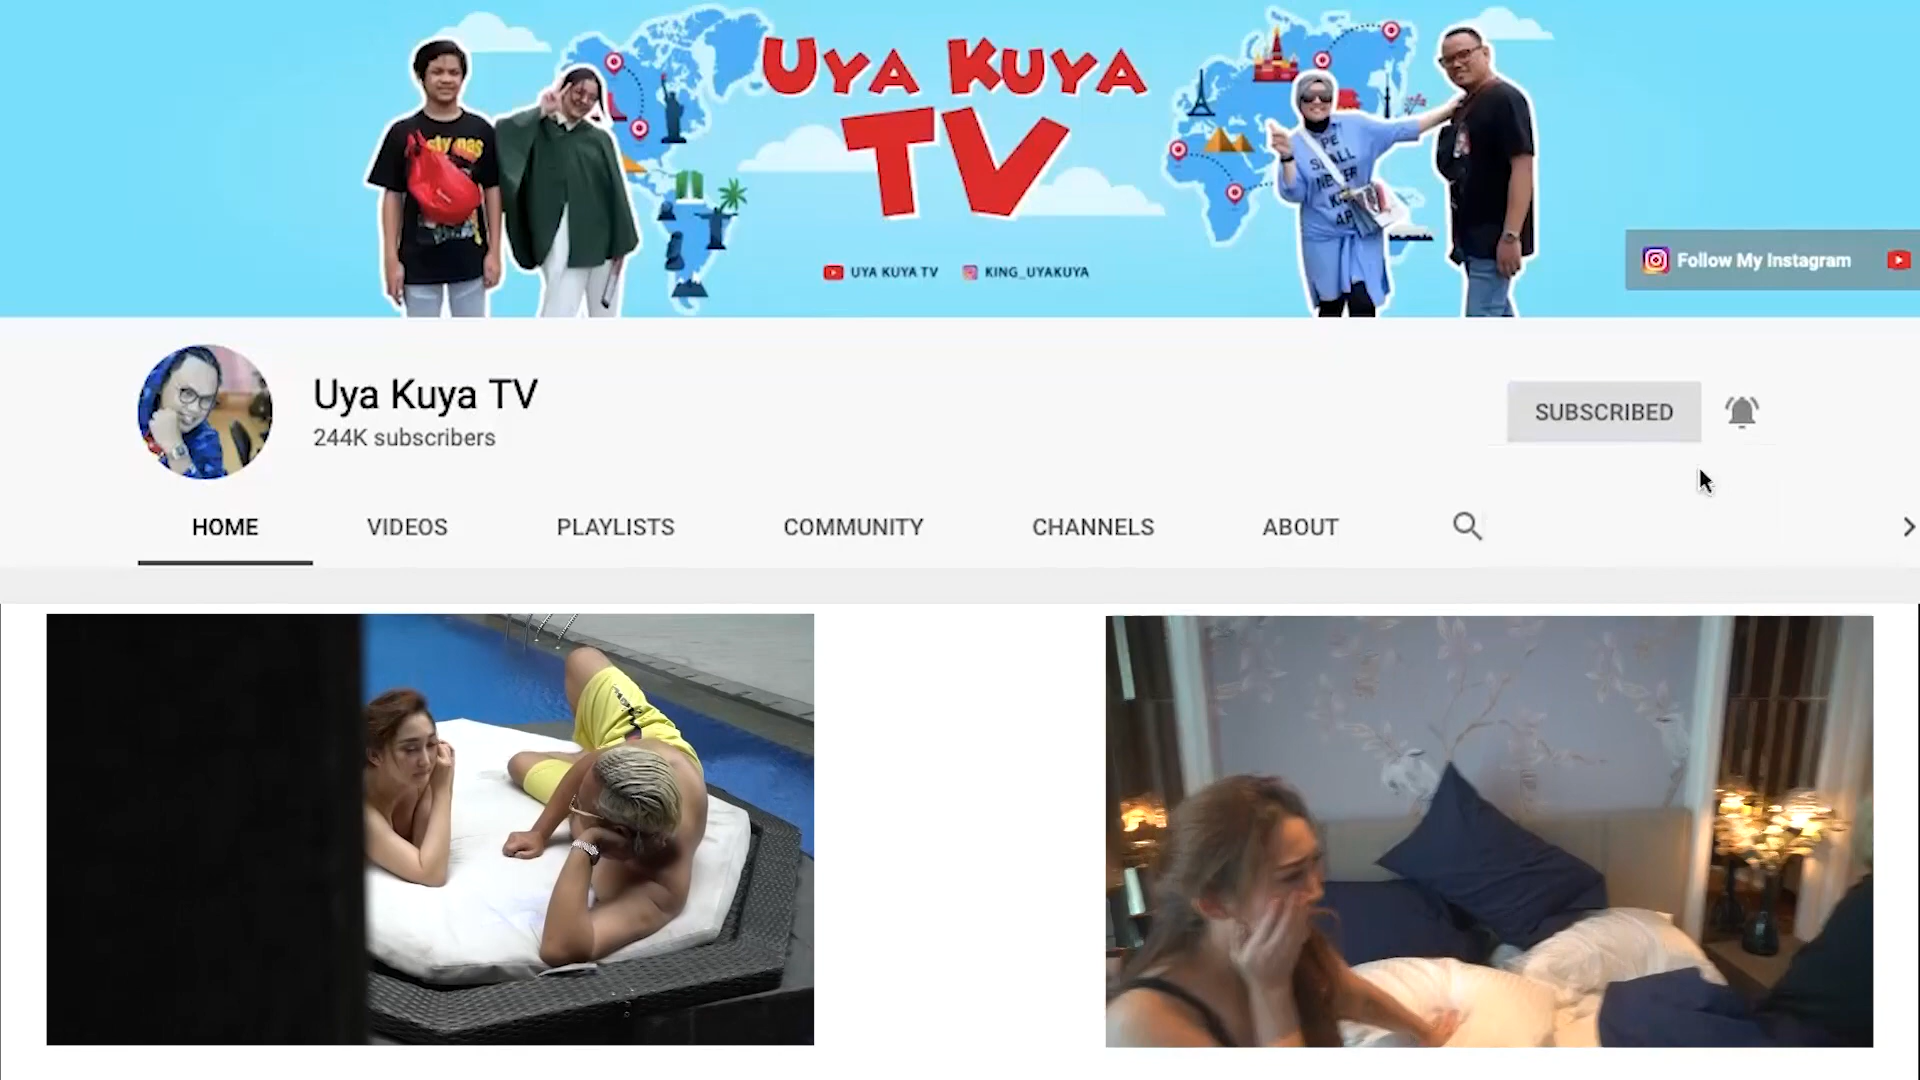 UYA KUYA
TV
UYA KUYA TV
KING_UYAKUYA
Follow My Instagram
Uya Kuya TV
244K subscribers
SUBSCRIBED
HOME
VIDEOS
PLAYLISTS
COMMUNITY
CHANNELS
ABOUT